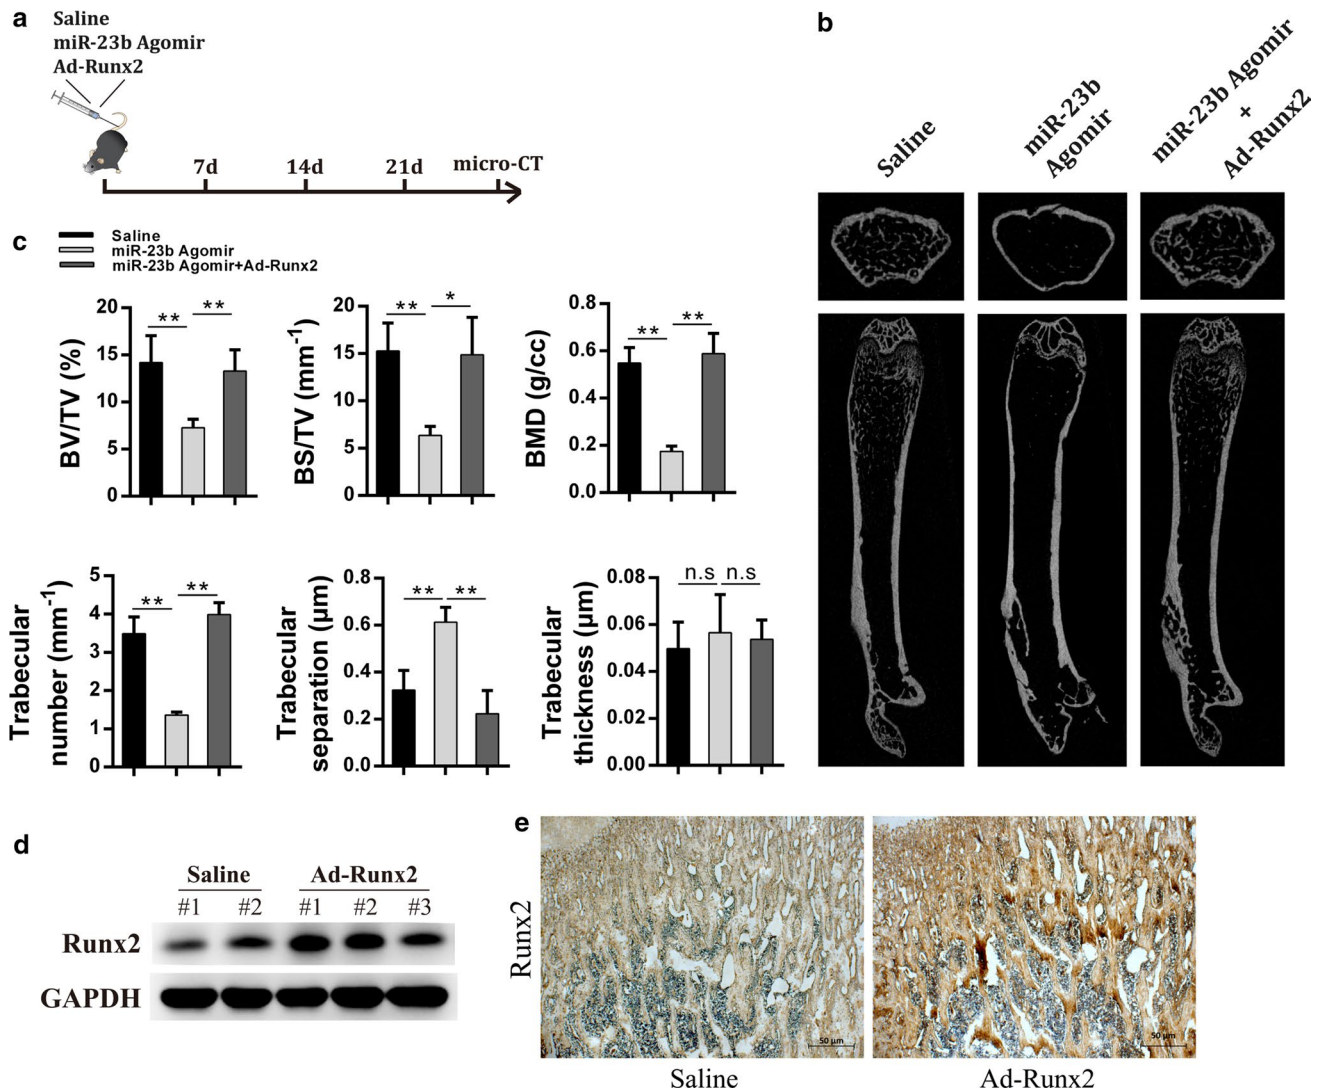 a
Saline
miR-23b Agomir
Ad-Runx2
7d
14d
21d
micro-CT
b
Saline
miR-23b
Agomir
miR-23b Agomir
+
Ad-Runx2
c
Saline
miR-23b Agomir
miR-23b Agomir+Ad-Runx2
BV/TV (%)
20
15
10
5
0
**
**
BS/TV (mm-1)
20
15
10
5
0
**
*
BMD (g/cc)
0.8
0.6
0.4
0.2
0.0
**
**
Trabecular
number (mm-1)
5
4
3
2
1
0
**
**
Trabecular
separation (μm)
0.8
0.6
0.4
0.2
0.0
**
**
Trabecular
thickness (μm)
0.08
0.06
0.04
0.02
0.00
n.s
n.s
d
Saline
Ad-Runx2
#1
#2
#1
#2
#3
Runx2
GAPDH
e
Runx2
50 μm
50 μm
Saline
Ad-Runx2